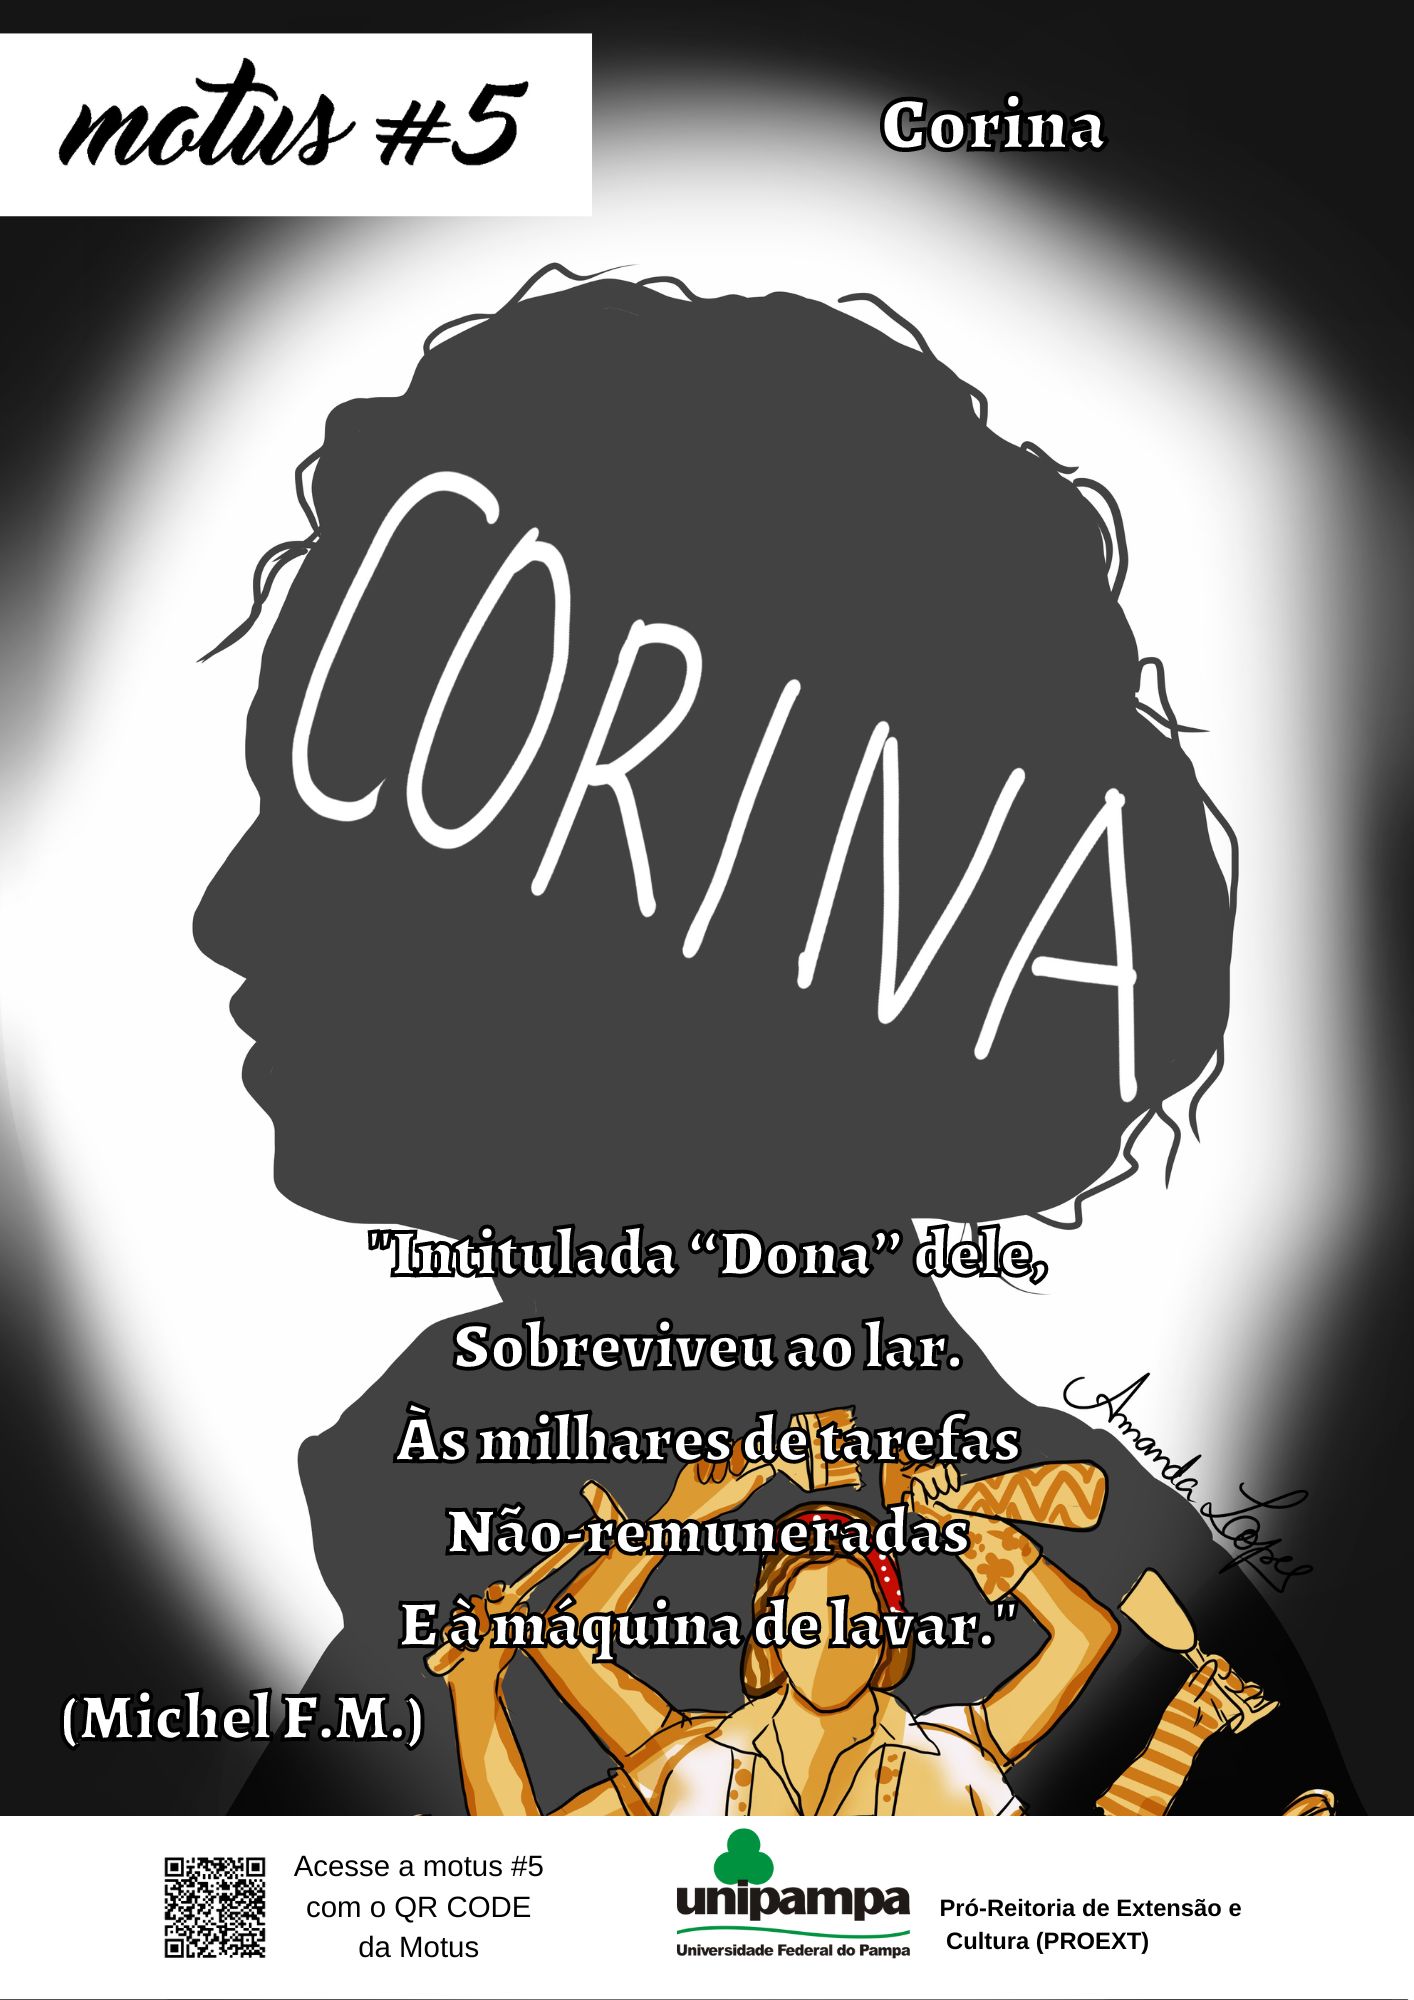 motus #5
Corina
CORINA
"Intitulada “Dona” dele,
Sobreviveu ao lar.
Às milhares de tarefas
Não-remuneradas
E à máquina de lavar."
(Michel F.M.)
Amanda Lopes
Acesse a motus #5
com o QR CODE
da Motus
unipampa
Universidade Federal do Pampa
Pró-Reitoria de Extensão e
Cultura (PROEXT)